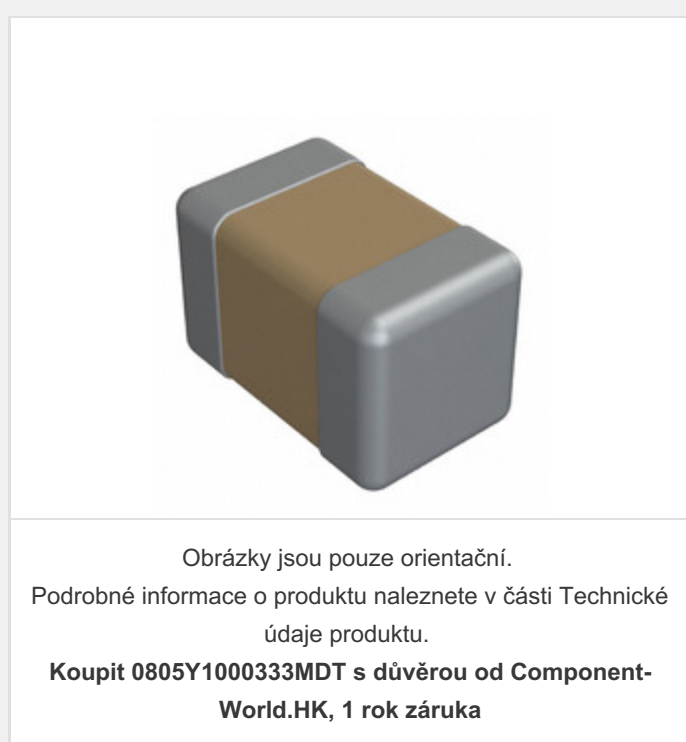 Obrázky jsou pouze orientační.
Podrobné informace o produktu naleznete v části Technické
údaje produktu.
Koupit 0805Y1000333MDT s důvěrou od Component-
World.HK, 1 rok záruka